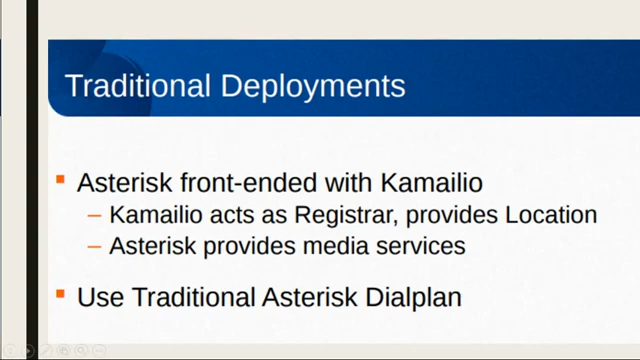 Traditional Deployments
Asterisk front-ended with Kamailio
– Kamailio acts as Registrar, provides Location
– Asterisk provides media services
Use Traditional Asterisk Dialplan